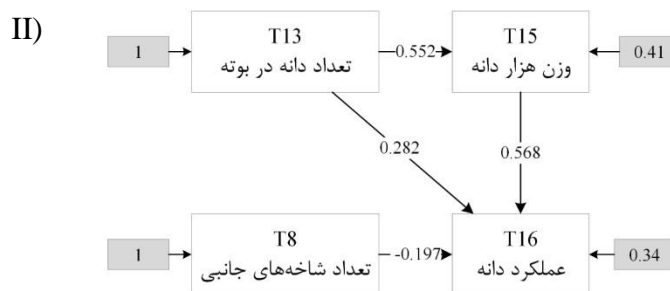 II)
1
T13
تعداد دانه در بوته
0.552
T15
وزن هزار دانه
0.41
0.282
0.568
1
T8
تعداد شاخه‌های جانبی
-0.197
T16
عملکرد دانه
0.34